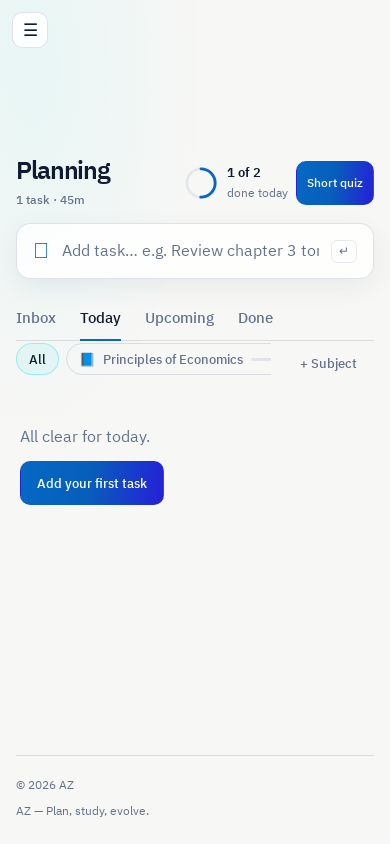 ☰
Planning
1 task · 45m
1 of 2
done today
Short quiz
Add task… e.g. Review chapter 3 tor
↵
Inbox
Today
Upcoming
Done
All
📘 Principles of Economics
+ Subject
All clear for today.
Add your first task
© 2026 AZ
AZ — Plan, study, evolve.